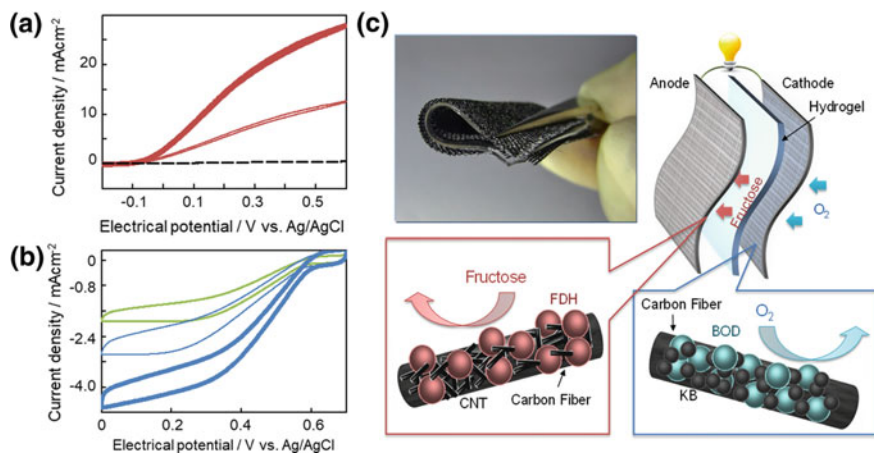 (a)
Current density / mAcm⁻²
20
10
0
-0.1
0.1
0.3
0.5
Electrical potential / V vs. Ag/AgCl
(b)
Current density / mAcm⁻²
0
-0.8
-2.4
-4.0
0
0.2
0.4
0.6
Electrical potential / V vs. Ag/AgCl
(c)
Anode
Cathode
Hydrogel
Fructose
O₂
Fructose
FDH
CNT
Carbon Fiber
Carbon Fiber
O₂
BOD
KB